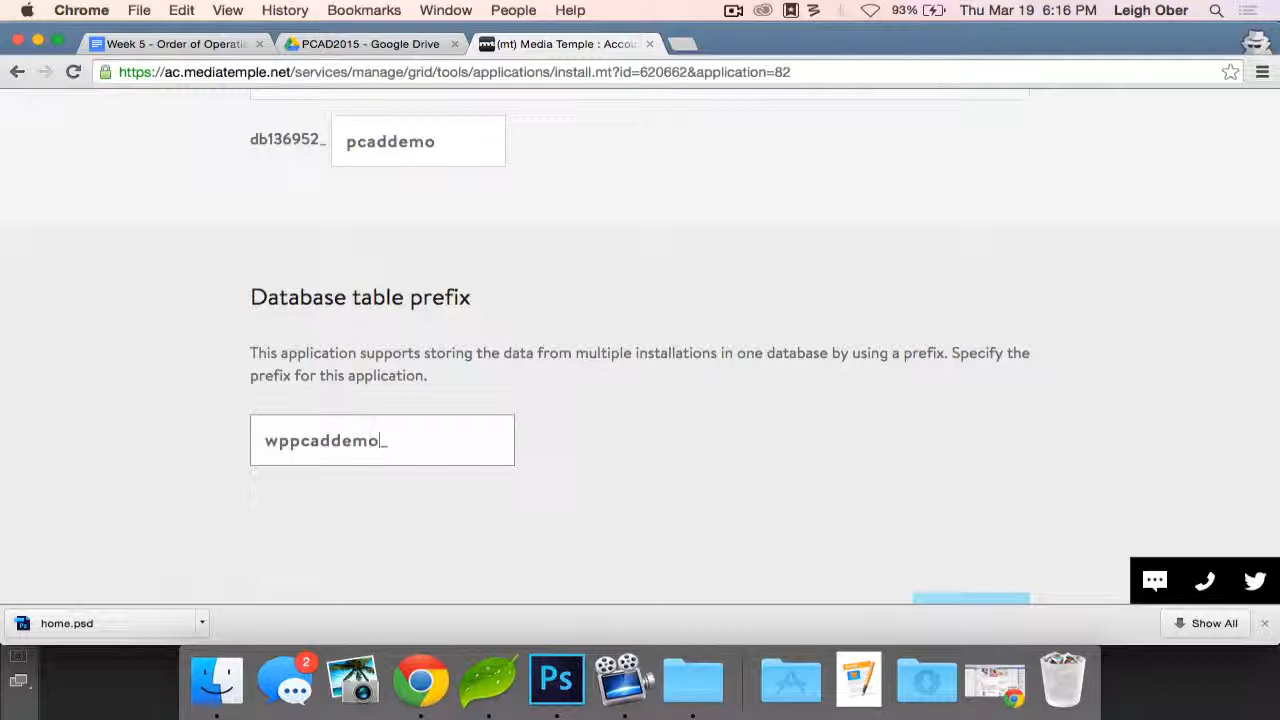 Chrome File Edit View History Bookmarks Window People Help 93% Thu Mar 19 6:16 PM Leigh Ober
Week 5 - Order of Operati PCAD2015 - Google Drive (mt) Media Temple : Accou
https://ac.mediatemple.net/services/manage/grid/tools/applications/install.mt?id=620662&application=82
db136952_ pcaddemo
Database table prefix
This application supports storing the data from multiple installations in one database by using a prefix. Specify the
prefix for this application.
wppcaddemo_
home.psd Show All
2
Ps